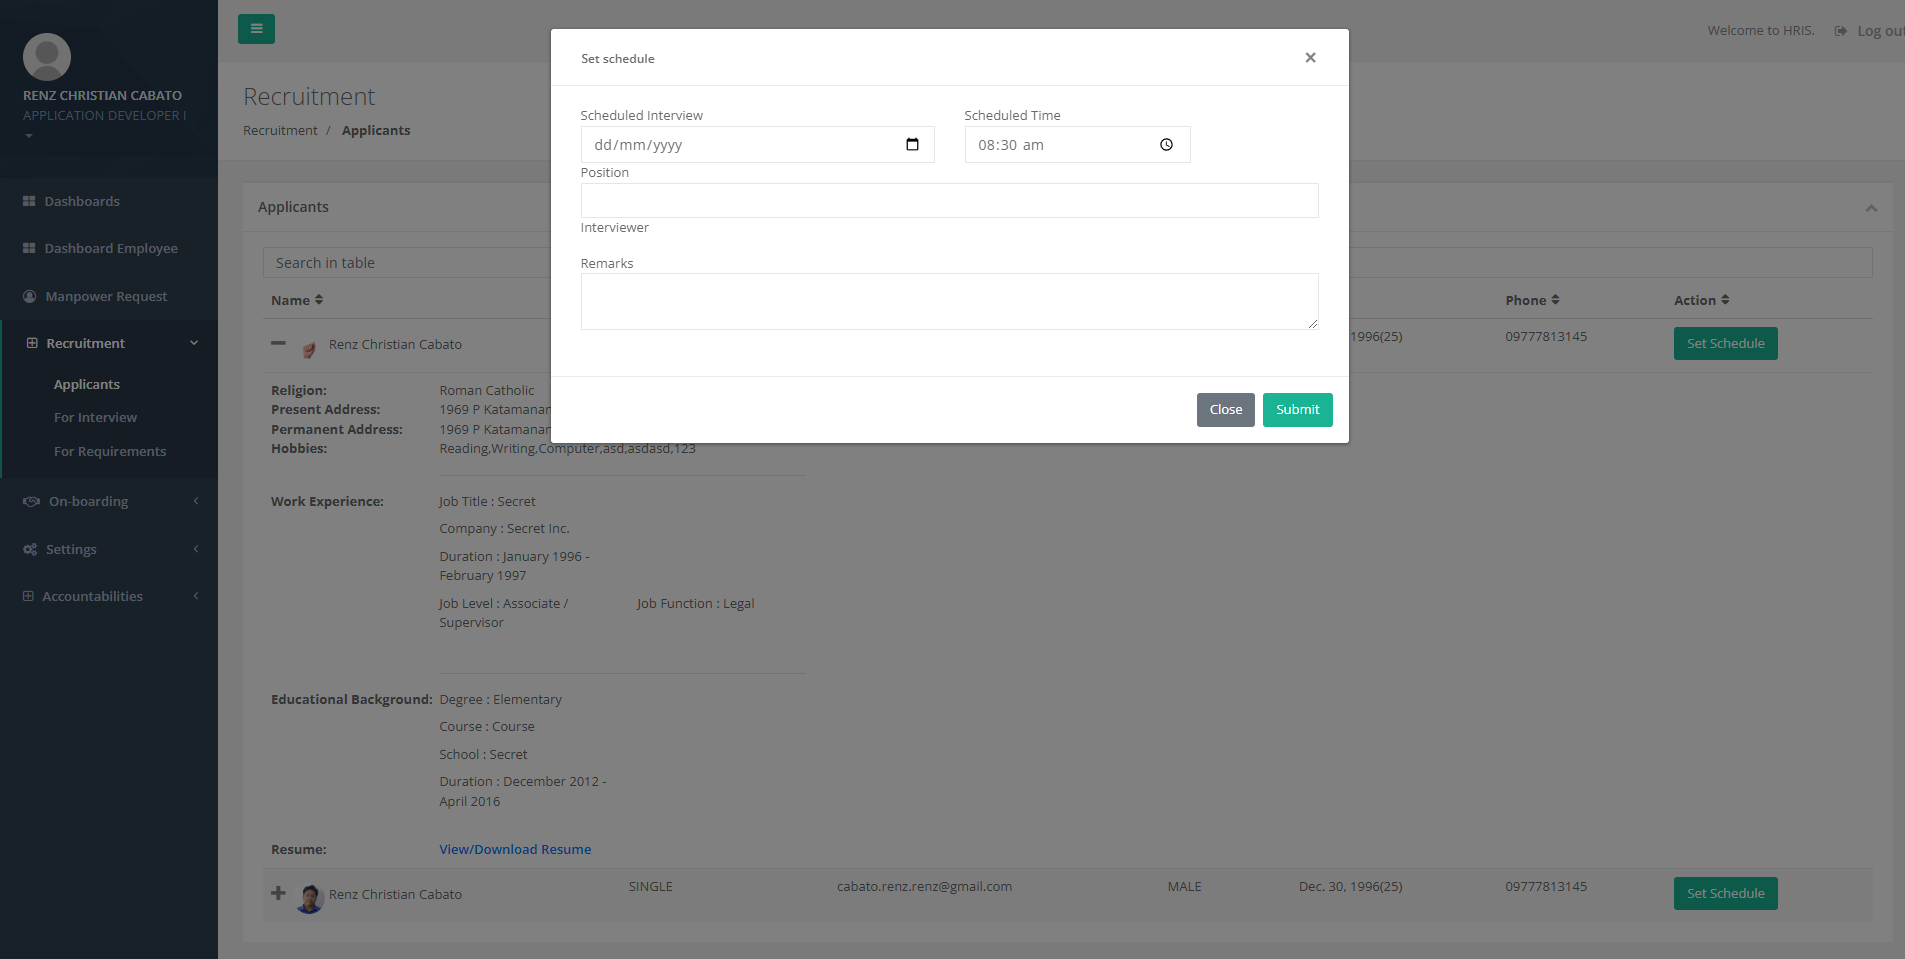 RENZ CHRISTIAN CABATO
APPLICATION DEVELOPER I
Dashboards
Dashboard Employee
Manpower Request
Recruitment
Applicants
For Interview
For Requirements
On-boarding
Settings
Accountabilities
Welcome to HRIS.
Log out
Recruitment
Recruitment / Applicants
Applicants
Search in table
Name Phone Action
Renz Christian Cabato 1996(25) 09777813145 Set Schedule
Religion: Roman Catholic
Present Address: 1969 P Katamanan
Permanent Address: 1969 P Katamanan
Hobbies: Reading,Writing,Computer,asd,asdasd,123
Work Experience: Job Title : Secret
Company : Secret Inc.
Duration : January 1996 -
February 1997
Job Level : Associate / Job Function : Legal
Supervisor
Educational Background: Degree : Elementary
Course : Course
School : Secret
Duration : December 2012 -
April 2016
Resume: View/Download Resume
Renz Christian Cabato SINGLE cabato.renz.renz@gmail.com MALE Dec. 30, 1996(25) 09777813145 Set Schedule
Set schedule ×
Scheduled Interview Scheduled Time
dd/mm/yyyy 08:30 am
Position
Interviewer
Remarks
Close Submit